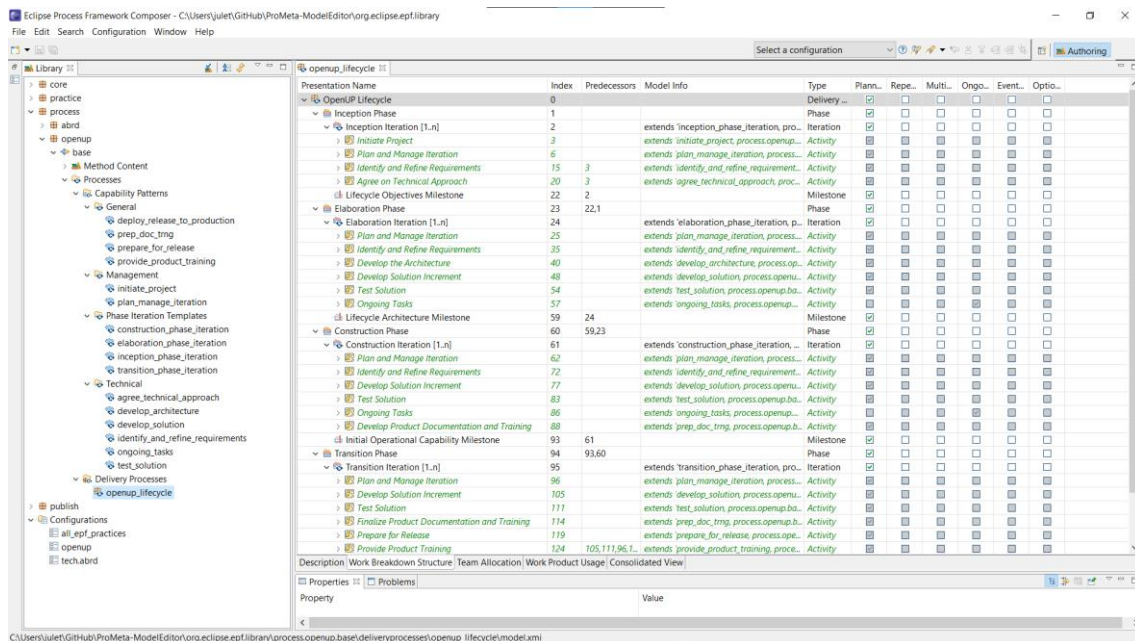 Eclipse Process Framework Composer - C:\Users\julet\GitHub\ProMeta-ModelEditor\org.eclipse.epf.library
File Edit Search Configuration Window Help
Select a configuration
Authoring
Library
openup_lifecycle
core
practice
process
abrd
openup
base
Method Content
Processes
Capability Patterns
General
deploy_release_to_production
prep_doc_trng
prepare_for_release
provide_product_training
Management
initiate_project
plan_manage_iteration
Phase Iteration Templates
construction_phase_iteration
elaboration_phase_iteration
inception_phase_iteration
transition_phase_iteration
Technical
agree_technical_approach
develop_architecture
develop_solution
identify_and_refine_requirements
ongoing_tasks
test_solution
Delivery Processes
openup_lifecycle
publish
Configurations
all_epf_practices
openup
tech.abrd
Presentation Name Index Predecessors Model Info Type Plann... Repe... Multi... Ongo... Event... Optio...
OpenUP Lifecycle 0 Delivery ...
Inception Phase 1 Phase
Inception Iteration [1..n] 2 extends 'inception_phase_iteration, pro... Iteration
Initiate Project 3 extends 'initiate_project, process.openup... Activity
Plan and Manage Iteration 6 extends 'plan_manage_iteration, process... Activity
Identify and Refine Requirements 15 3 extends 'identify_and_refine_requirement... Activity
Agree on Technical Approach 20 3 extends 'agree_technical_approach, proc... Activity
Lifecycle Objectives Milestone 22 2 Milestone
Elaboration Phase 23 22,1 Phase
Elaboration Iteration [1..n] 24 extends 'elaboration_phase_iteration, p... Iteration
Plan and Manage Iteration 25 extends 'plan_manage_iteration, process... Activity
Identify and Refine Requirements 35 extends 'identify_and_refine_requirement... Activity
Develop the Architecture 40 extends 'develop_architecture, process.op... Activity
Develop Solution Increment 48 extends 'develop_solution, process.openu... Activity
Test Solution 54 extends 'test_solution, process.openup.ba... Activity
Ongoing Tasks 57 extends 'ongoing_tasks, process.openup.... Activity
Lifecycle Architecture Milestone 59 24 Milestone
Construction Phase 60 59,23 Phase
Construction Iteration [1..n] 61 extends 'construction_phase_iteration, ... Iteration
Plan and Manage Iteration 62 extends 'plan_manage_iteration, process... Activity
Identify and Refine Requirements 72 extends 'identify_and_refine_requirement... Activity
Develop Solution Increment 77 extends 'develop_solution, process.openu... Activity
Test Solution 83 extends 'test_solution, process.openup.ba... Activity
Ongoing Tasks 86 extends 'ongoing_tasks, process.openup.... Activity
Develop Product Documentation and Training 88 extends 'prep_doc_trng, process.openup.b... Activity
Initial Operational Capability Milestone 93 61 Milestone
Transition Phase 94 93,60 Phase
Transition Iteration [1..n] 95 extends 'transition_phase_iteration, pro... Iteration
Plan and Manage Iteration 96 extends 'plan_manage_iteration, process... Activity
Develop Solution Increment 105 extends 'develop_solution, process.openu... Activity
Test Solution 111 extends 'test_solution, process.openup.ba... Activity
Finalize Product Documentation and Training 114 extends 'prep_doc_trng, process.openup.b... Activity
Prepare for Release 119 extends 'prepare_for_release, process.ope... Activity
Provide Product Training 124 105,111,96,1... extends 'provide_product_training, proce... Activity
Description Work Breakdown Structure Team Allocation Work Product Usage Consolidated View
Properties Problems
Property Value
C:\Users\julet\GitHub\ProMeta-ModelEditor\org.eclipse.epf.library\process.openup.base\deliveryprocesses\openup_lifecycle\model.xmi